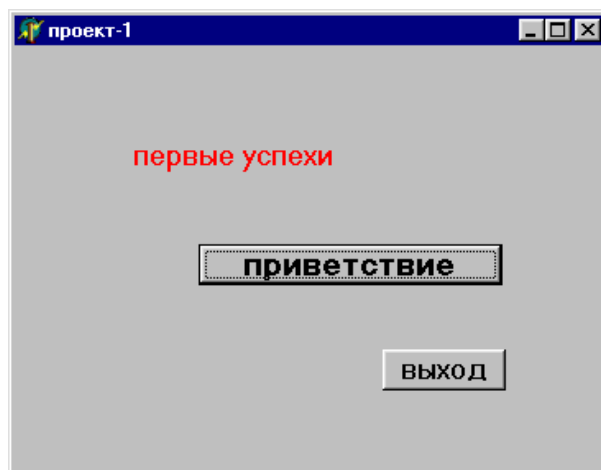 проект-1
первые успехи
приветствие
выход